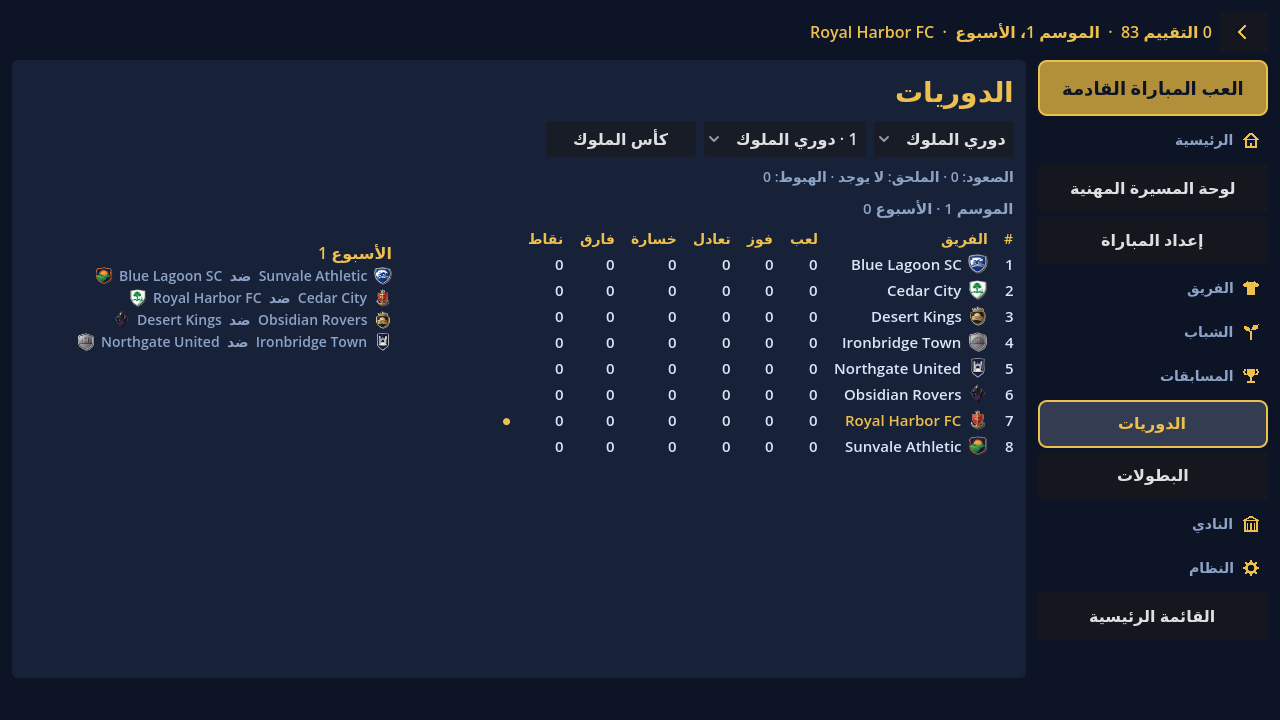 Royal Harbor FC · الموسم 1، الأسبوع 0 التقييم 83 ·
العب المباراة القادمة
الرئيسية
لوحة المسيرة المهنية
إعداد المباراة
الفريق
الشباب
المسابقات
الدوريات
البطولات
النادي
النظام
القائمة الرئيسية
الدوريات
دوري الملوك
1 · دوري الملوك
كأس الملوك
الصعود: 0 · الملحق: لا يوجد · الهبوط: 0
الموسم 1 · الأسبوع 0
# الفريق لعب فوز تعادل خسارة فارق نقاط
1 Blue Lagoon SC 0 0 0 0 0 0
2 Cedar City 0 0 0 0 0 0
3 Desert Kings 0 0 0 0 0 0
4 Ironbridge Town 0 0 0 0 0 0
5 Northgate United 0 0 0 0 0 0
6 Obsidian Rovers 0 0 0 0 0 0
7 Royal Harbor FC 0 0 0 0 0 0 ●
8 Sunvale Athletic 0 0 0 0 0 0
الأسبوع 1
Blue Lagoon SC ضد Sunvale Athletic
Royal Harbor FC ضد Cedar City
Desert Kings ضد Obsidian Rovers
Northgate United ضد Ironbridge Town